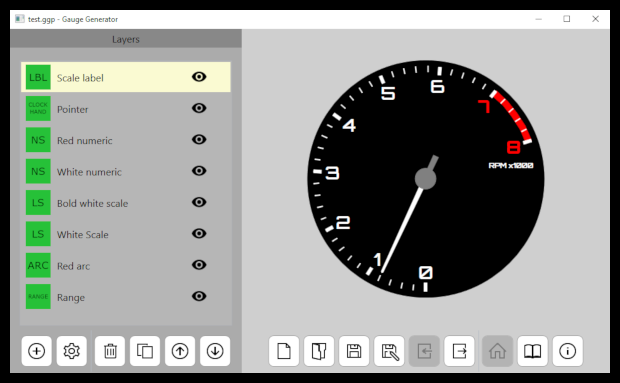 test.ggp - Gauge Generator
Layers
LBL Scale label
CLOCK HAND Pointer
NS Red numeric
NS White numeric
LS Bold white scale
LS White Scale
ARC Red arc
RANGE Range
6
5
7
4
8
RPM x1000
3
2
1
0